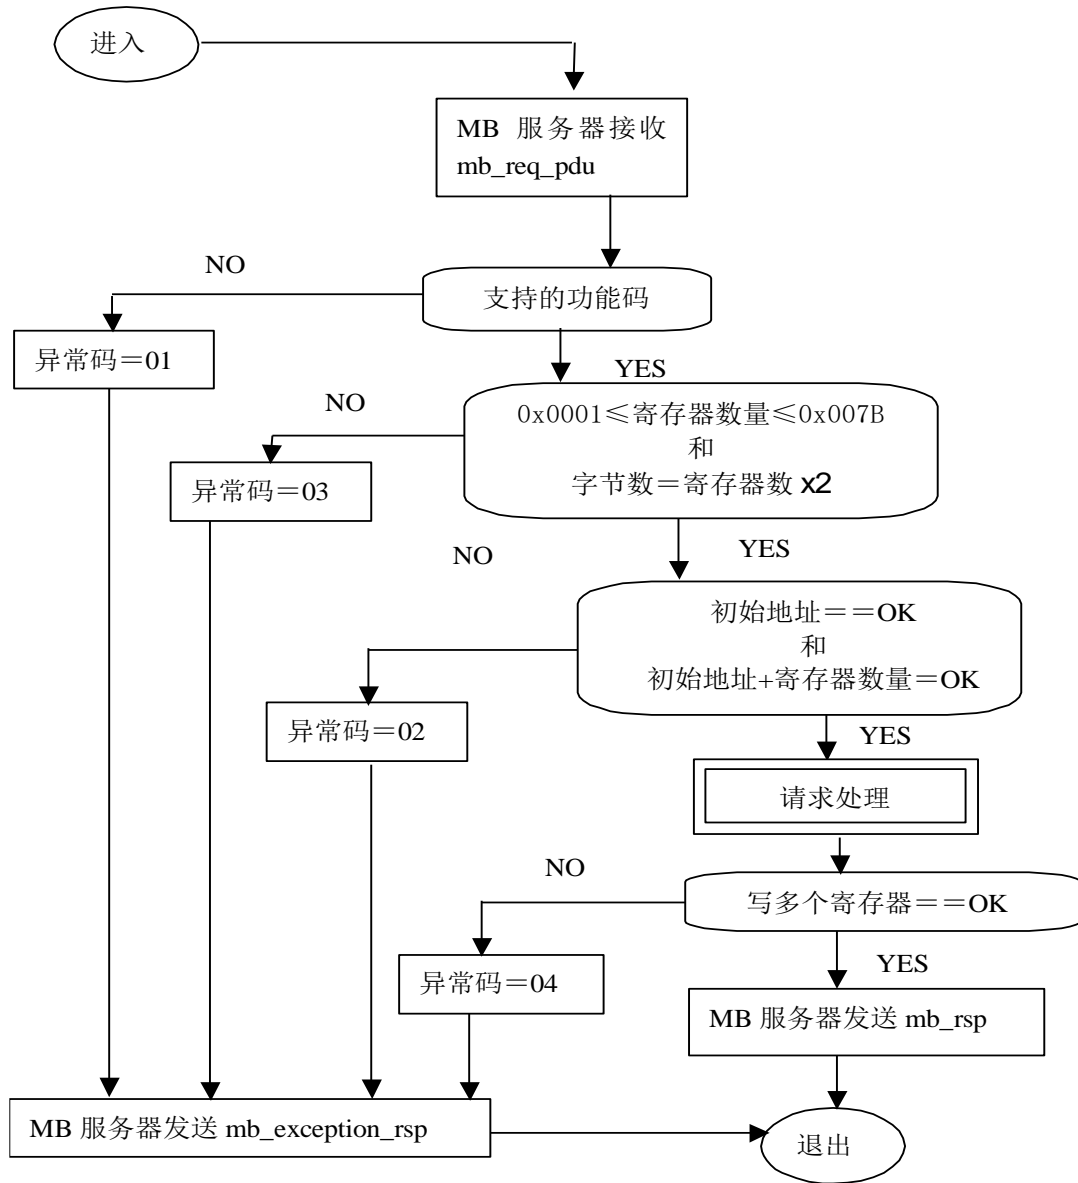 进入
MB 服务器接收
mb_req_pdu
NO
支持的功能码
异常码＝01
YES
NO
0x0001≤寄存器数量≤0x007B
和
字节数＝寄存器数 x2
异常码＝03
NO
YES
初始地址＝＝OK
和
初始地址+寄存器数量＝OK
异常码＝02
YES
请求处理
NO
写多个寄存器＝＝OK
YES
异常码＝04
MB 服务器发送 mb_rsp
MB 服务器发送 mb_exception_rsp
退出